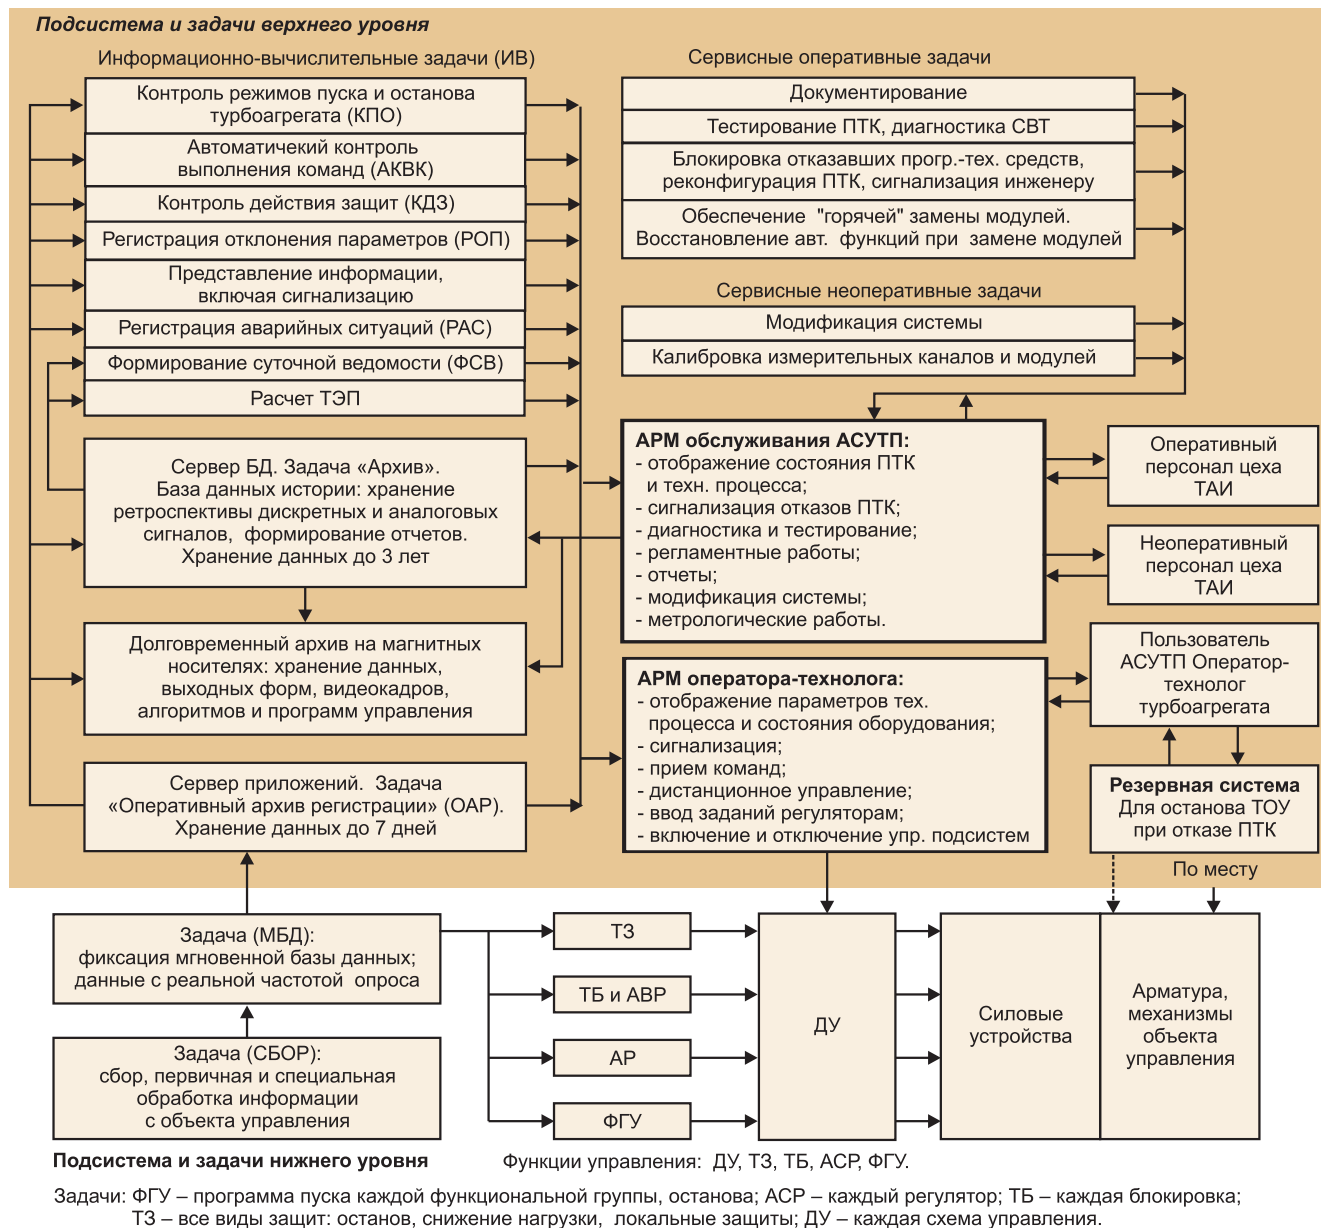 Подсистема и задачи верхнего уровня
Информационно-вычислительные задачи (ИВ)
Контроль режимов пуска и останова
турбоагрегата (КПО)
Автоматичекий контроль
выполнения команд (АКВК)
Контроль действия защит (КДЗ)
Регистрация отклонения параметров (РОП)
Представление информации,
включая сигнализацию
Регистрация аварийных ситуаций (РАС)
Формирование суточной ведомости (ФСВ)
Расчет ТЭП
Сервер БД. Задача «Архив».
База данных истории: хранение
ретроспективы дискретных и аналоговых
сигналов, формирование отчетов.
Хранение данных до 3 лет
Долговременный архив на магнитных
носителях: хранение данных,
выходных форм, видеокадров,
алгоритмов и программ управления
Сервер приложений. Задача
«Оперативный архив регистрации» (ОАР).
Хранение данных до 7 дней
Сервисные оперативные задачи
Документирование
Тестирование ПТК, диагностика СВТ
Блокировка отказавших прогр.-тех. средств,
реконфигурация ПТК, сигнализация инженеру
Обеспечение "горячей" замены модулей.
Восстановление авт. функций при замене модулей
Сервисные неоперативные задачи
Модификация системы
Калибровка измерительных каналов и модулей
АРМ обслуживания АСУТП:
- отображение состояния ПТК
и техн. процесса;
- сигнализация отказов ПТК;
- диагностика и тестирование;
- регламентные работы;
- отчеты;
- модификация системы;
- метрологические работы.
Оперативный
персонал цеха
ТАИ
Неоперативный
персонал цеха
ТАИ
АРМ оператора-технолога:
- отображение параметров тех.
процесса и состояния оборудования;
- сигнализация;
- прием команд;
- дистанционное управление;
- ввод заданий регуляторам;
- включение и отключение упр. подсистем
Пользователь
АСУТП Оператор-
технолог
турбоагрегата
Резервная система
Для останова ТОУ
при отказе ПТК
По месту
Задача (МБД):
фиксация мгновенной базы данных;
данные с реальной частотой опроса
Задача (СБОР):
сбор, первичная и специальная
обработка информации
с объекта управления
ТЗ
ТБ и АВР
АР
ФГУ
ДУ
Силовые
устройства
Арматура,
механизмы
объекта
управления
Подсистема и задачи нижнего уровня
Функции управления: ДУ, ТЗ, ТБ, АСР, ФГУ.
Задачи: ФГУ – программа пуска каждой функциональной группы, останова; АСР – каждый регулятор; ТБ – каждая блокировка;
ТЗ – все виды защит: останов, снижение нагрузки, локальные защиты; ДУ – каждая схема управления.